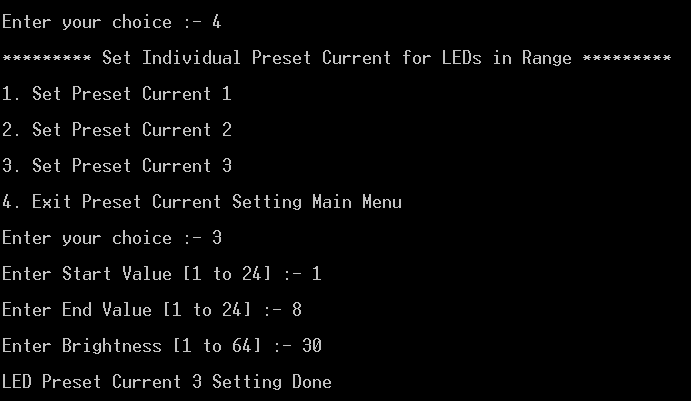 Enter your choice :- 4
********* Set Individual Preset Current for LEDs in Range *********
1. Set Preset Current 1
2. Set Preset Current 2
3. Set Preset Current 3
4. Exit Preset Current Setting Main Menu
Enter your choice :- 3
Enter Start Value [1 to 24] :- 1
Enter End Value [1 to 24] :- 8
Enter Brightness [1 to 64] :- 30
LED Preset Current 3 Setting Done